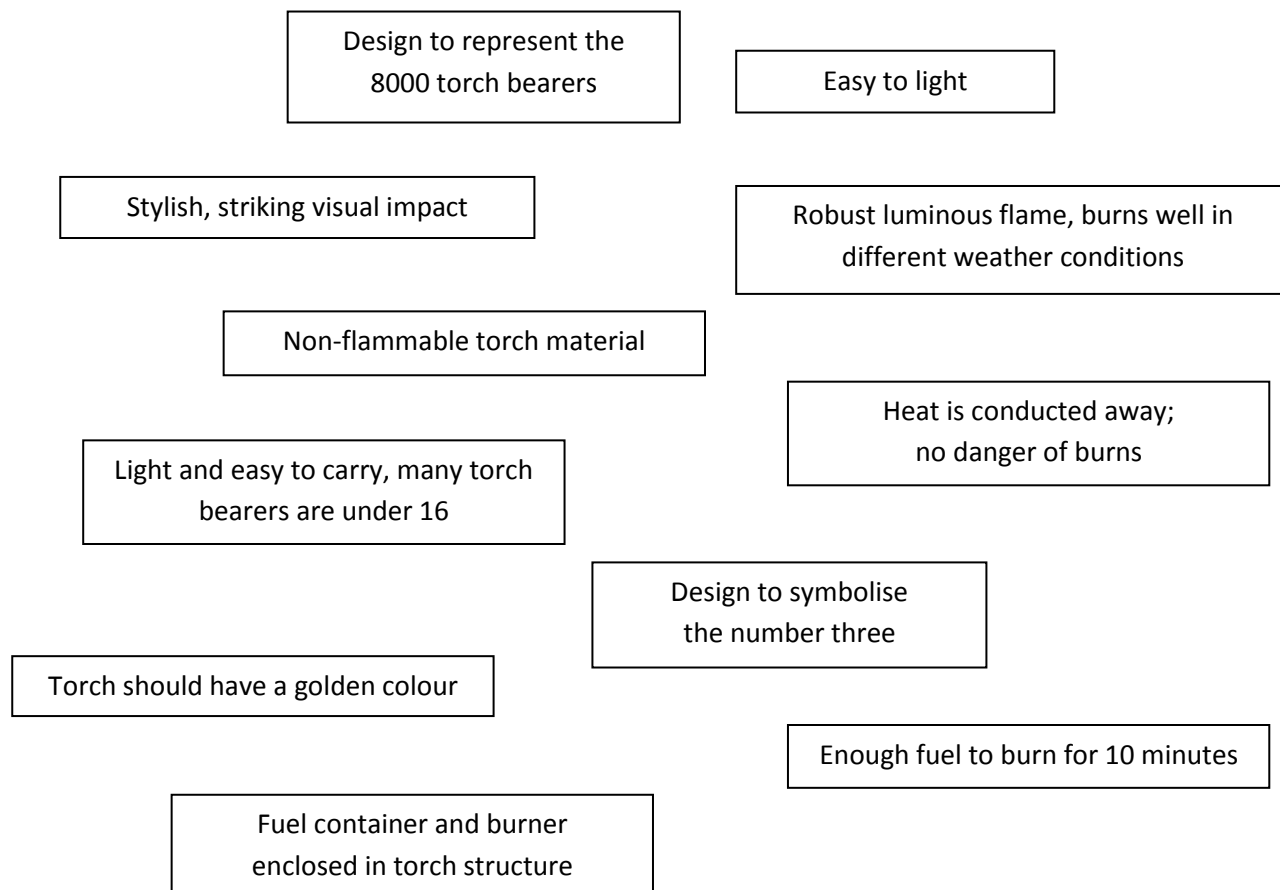 Design to represent the
8000 torch bearers
Easy to light
Stylish, striking visual impact
Robust luminous flame, burns well in
different weather conditions
Non-flammable torch material
Heat is conducted away;
no danger of burns
Light and easy to carry, many torch
bearers are under 16
Design to symbolise
the number three
Torch should have a golden colour
Enough fuel to burn for 10 minutes
Fuel container and burner
enclosed in torch structure